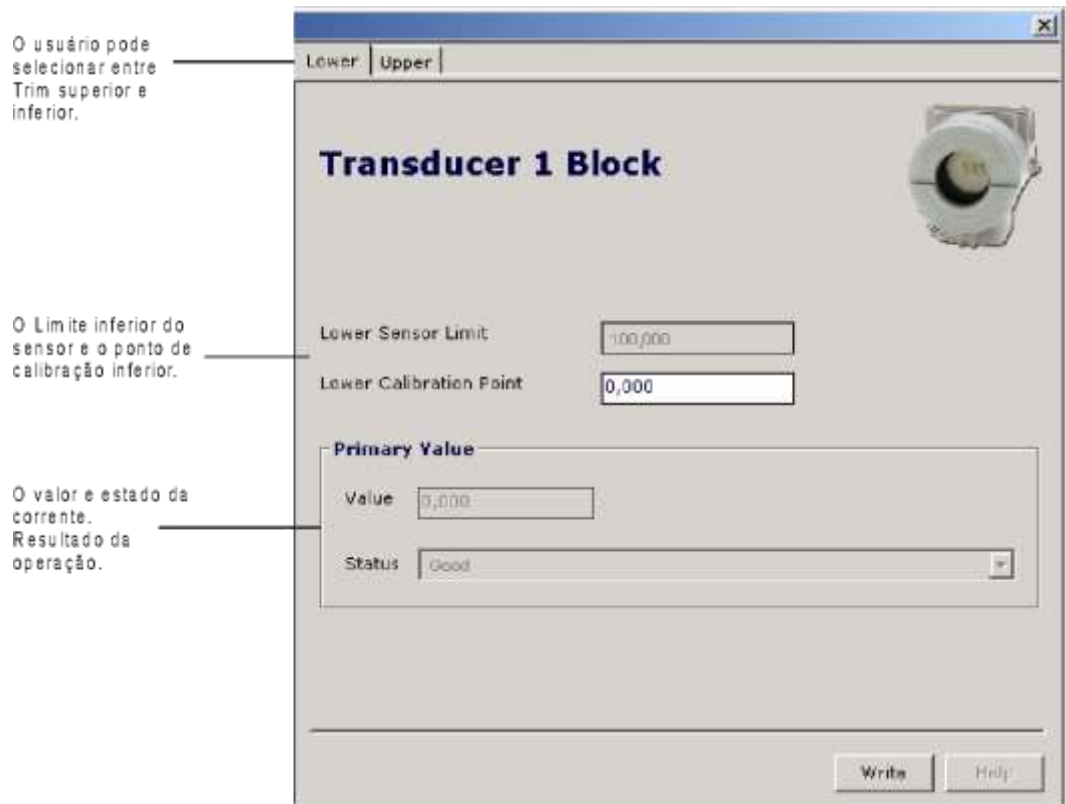 O usuário pode
selecionar entre
Trim superior e
inferior.
Lower
Upper
Transducer 1 Block
O Limite inferior do
sensor e o ponto de
calibração inferior.
Lower Sensor Limit
Lower Calibration Point
0,000
Primary Value
O valor e estado da
corrente.
Resultado da
operação.
Value
0,000
Status
Good
Write
Help